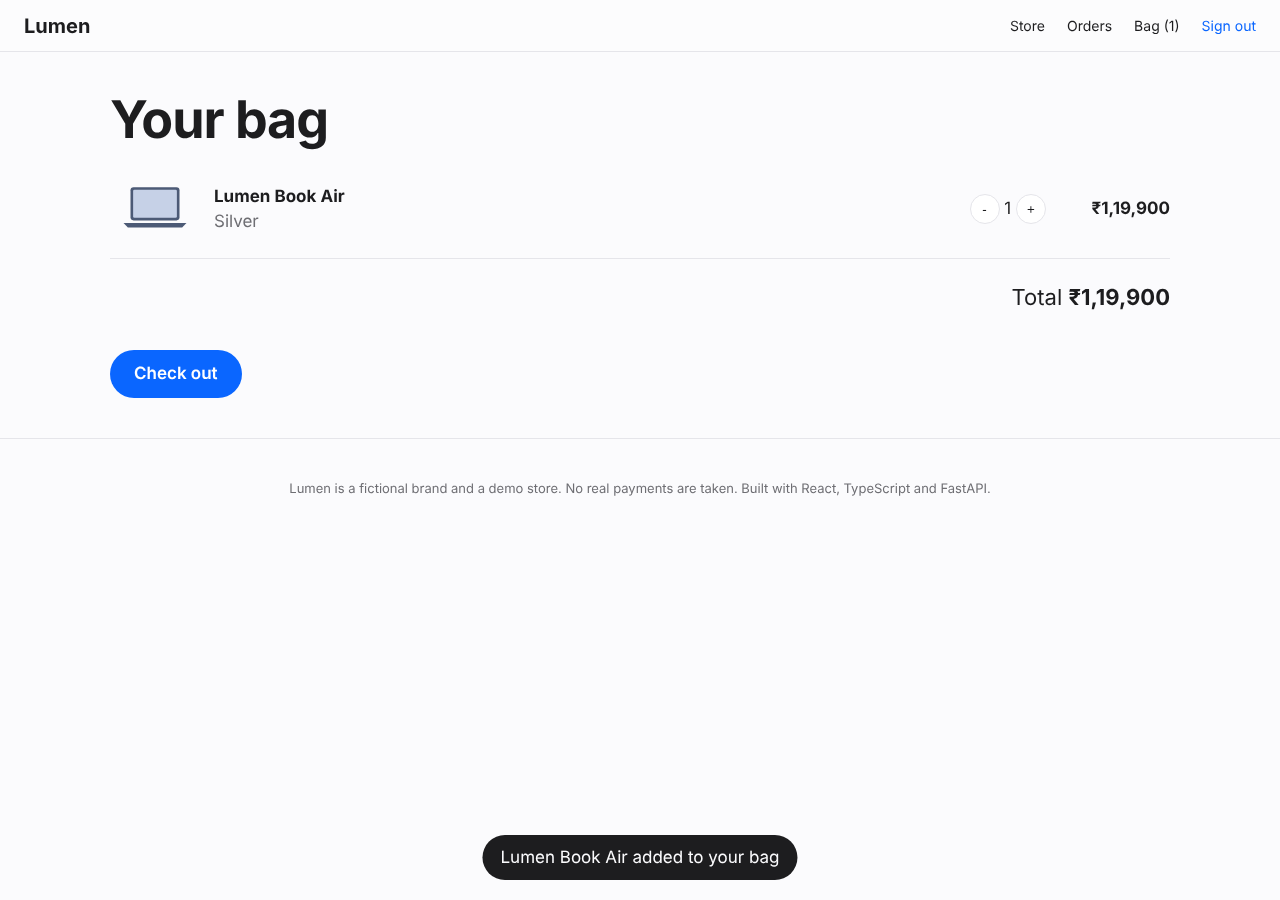 Lumen
Store Orders Bag (1) Sign out
Your bag
Lumen Book Air
Silver
- 1 + ₹1,19,900
Total ₹1,19,900
Check out
Lumen is a fictional brand and a demo store. No real payments are taken. Built with React, TypeScript and FastAPI.
Lumen Book Air added to your bag